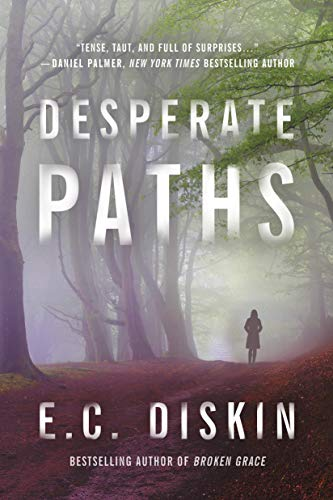 "TENSE, TAUT, AND FULL OF SURPRISES..."
—DANIEL PALMER, NEW YORK TIMES BESTSELLING AUTHOR
DESPERATE
PATHS
E.C. DISKIN
BESTSELLING AUTHOR OF BROKEN GRACE